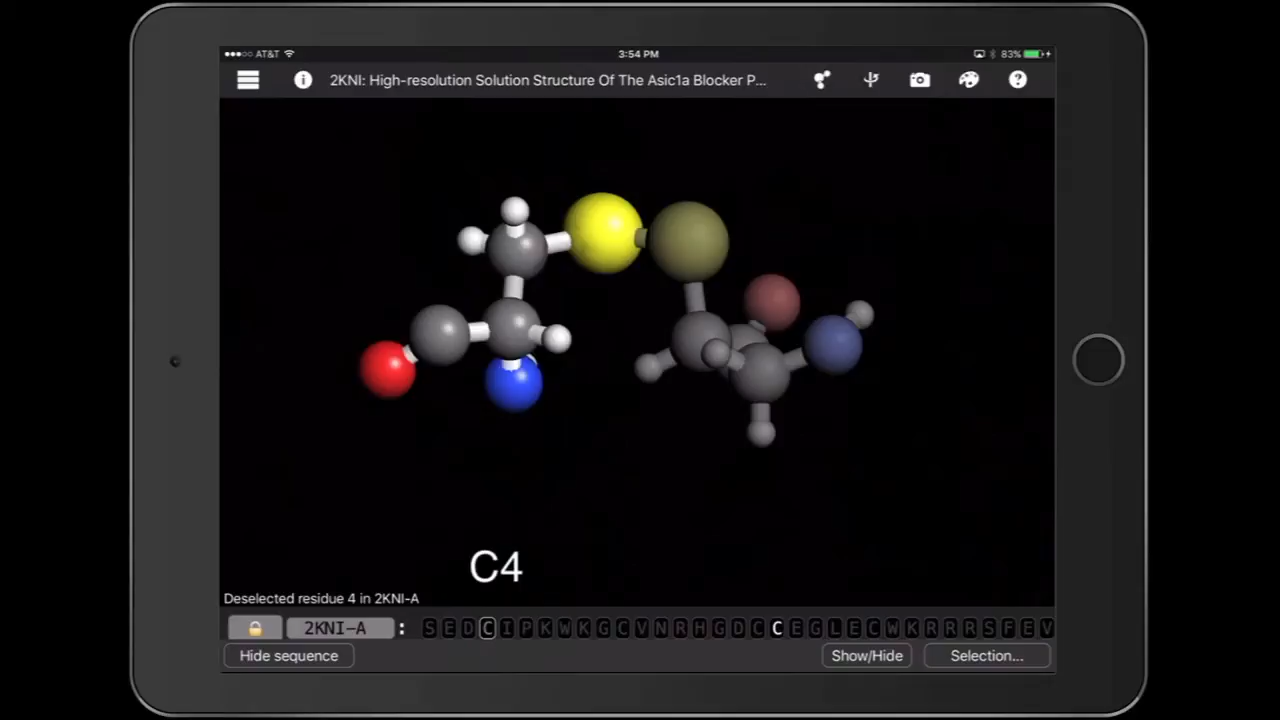 ●●●○○ AT&T 3:54 PM 83%
2KNI: High-resolution Solution Structure Of The Asic1a Blocker P...
C4
Deselected residue 4 in 2KNI-A
2KNI-A : SEDCIPKWKGCVNRHGDCCEGLECWKRRRSFEV
Hide sequence Show/Hide Selection...